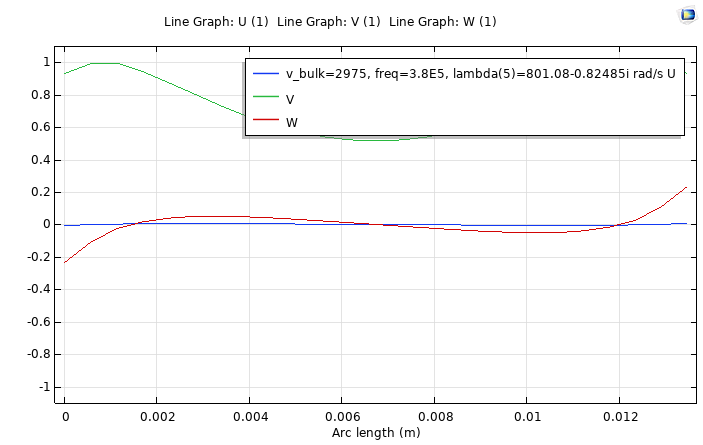 Line Graph: U (1) Line Graph: V (1) Line Graph: W (1)
v_bulk=2975, freq=3.8E5, lambda(5)=801.08-0.82485i rad/s U
V
W
1
0.8
0.6
0.4
0.2
0
-0.2
-0.4
-0.6
-0.8
-1
0 0.002 0.004 0.006 0.008 0.01 0.012
Arc length (m)